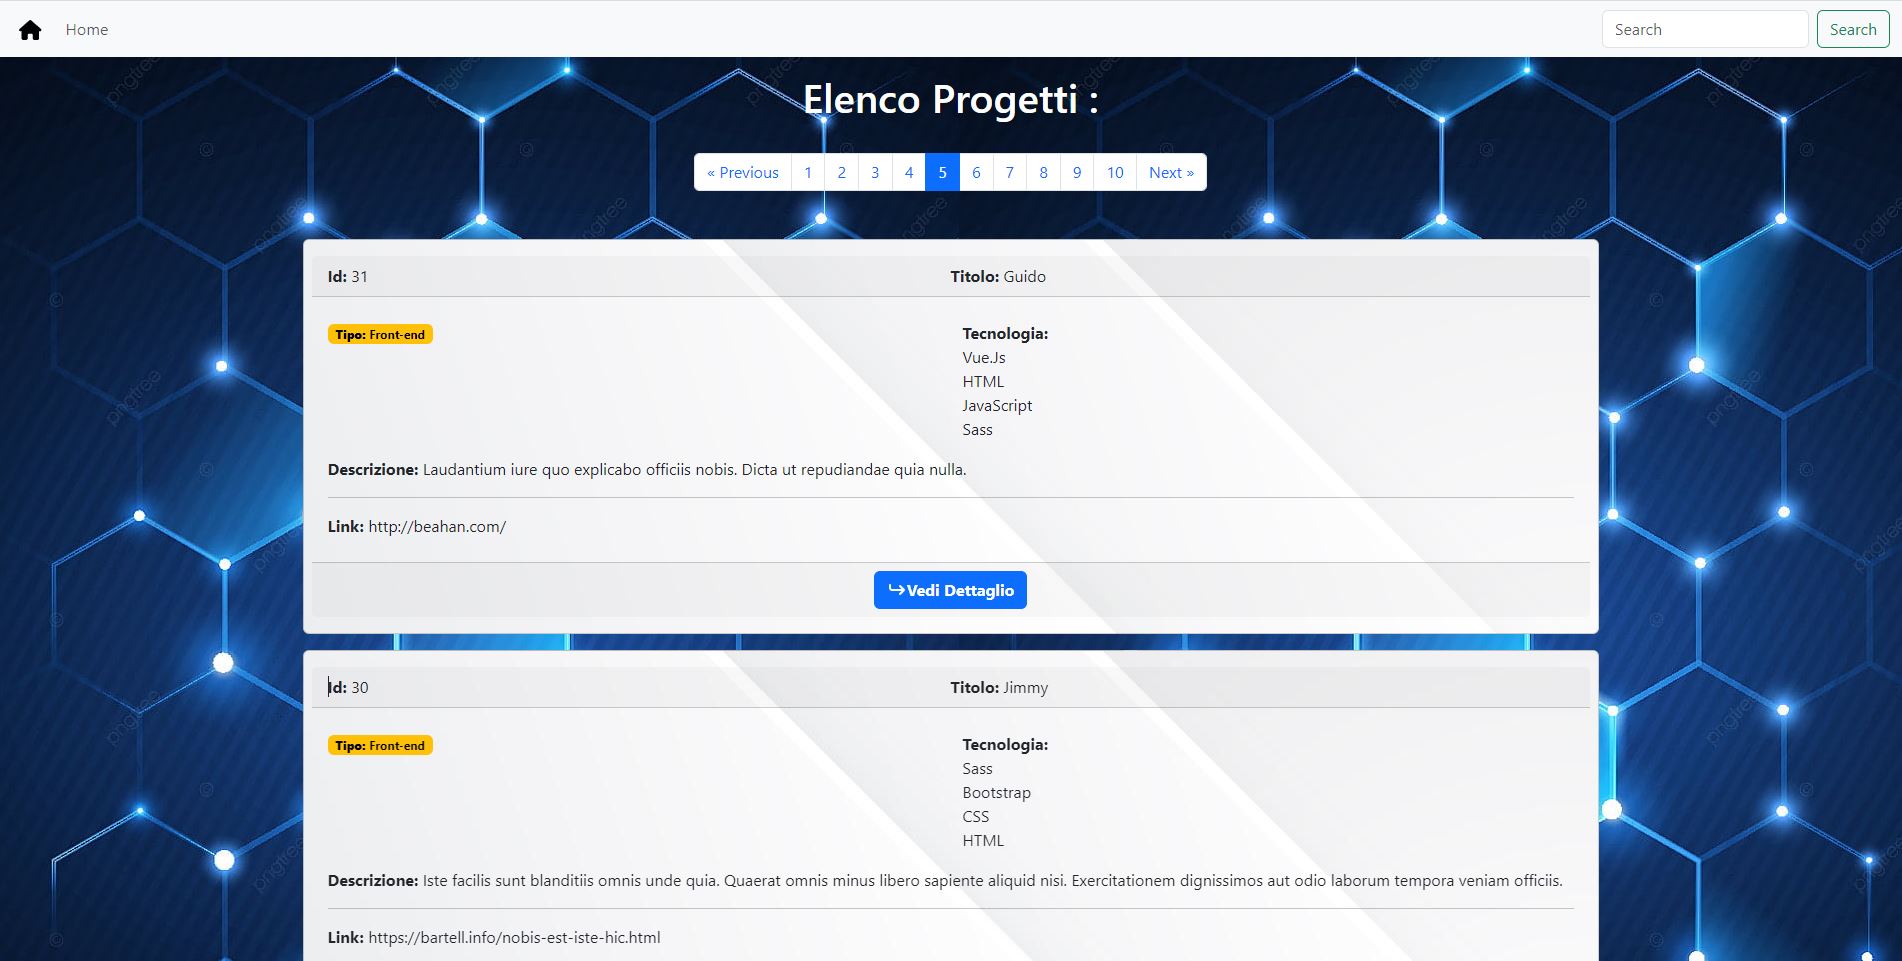 Home Search Search
Elenco Progetti :
« Previous 1 2 3 4 5 6 7 8 9 10 Next »
Id: 31 Titolo: Guido
Tipo: Front-end Tecnologia:
Vue.Js
HTML
JavaScript
Sass
Descrizione: Laudantium iure quo explicabo officiis nobis. Dicta ut repudiandae quia nulla.
Link: http://beahan.com/
Vedi Dettaglio
Id: 30 Titolo: Jimmy
Tipo: Front-end Tecnologia:
Sass
Bootstrap
CSS
HTML
Descrizione: Iste facilis sunt blanditiis omnis unde quia. Quaerat omnis minus libero sapiente aliquid nisi. Exercitationem dignissimos aut odio laborum tempora veniam officiis.
Link: https://bartell.info/nobis-est-iste-hic.html
pngtree